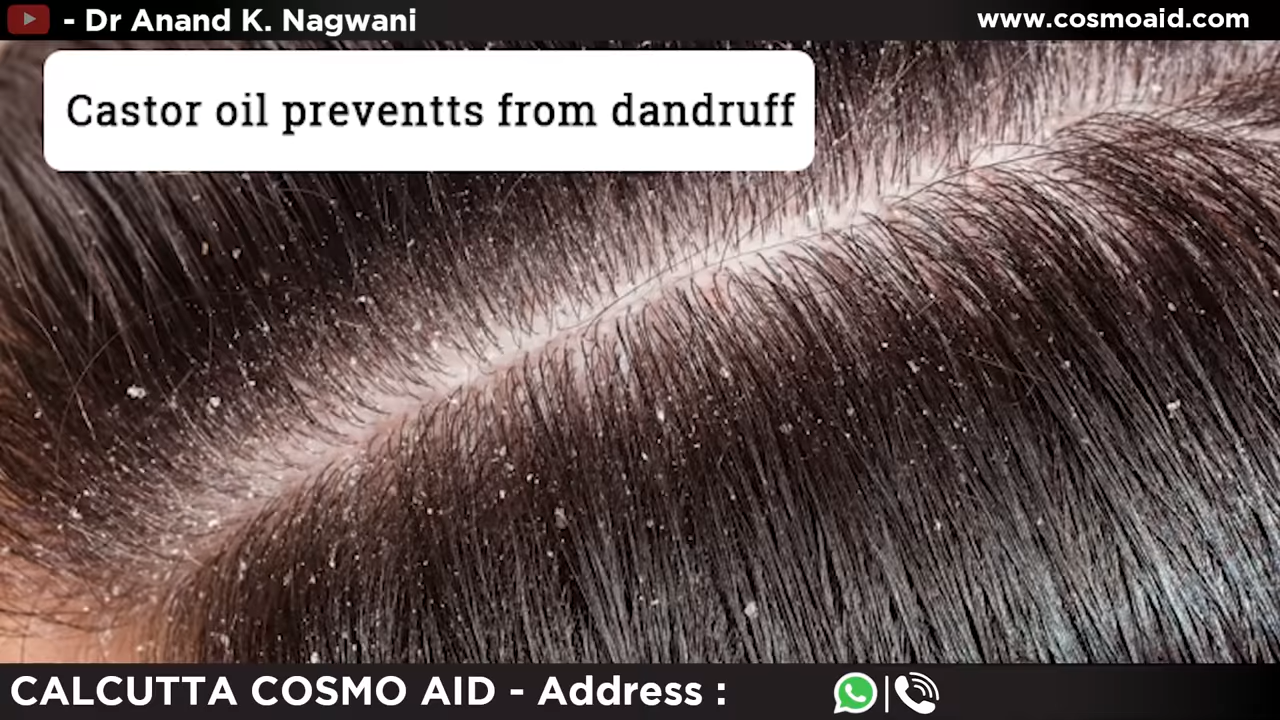 - Dr Anand K. Nagwani
www.cosmoaid.com
Castor oil preventts from dandruff
CALCUTTA COSMO AID - Address :